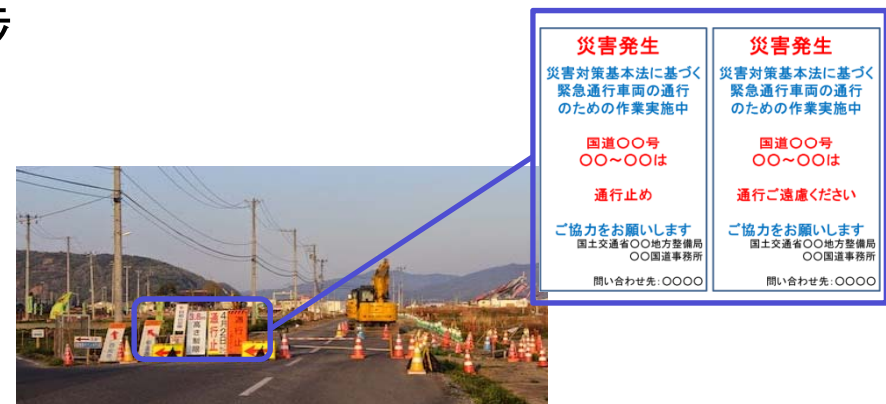 歩
災害発生
災害対策基本法に基づく
緊急通行車両の通行
のための作業実施中
国道〇〇号
〇〇～〇〇は
通行止め
ご協力をお願いします
国土交通省〇〇地方整備局
〇〇国道事務所
問い合わせ先：〇〇〇〇
災害発生
災害対策基本法に基づく
緊急通行車両の通行
のための作業実施中
国道〇〇号
〇〇～〇〇は
通行ご遠慮ください
ご協力をお願いします
国土交通省〇〇地方整備局
〇〇国道事務所
問い合わせ先：〇〇〇〇
高さ制限
通行止
通行止